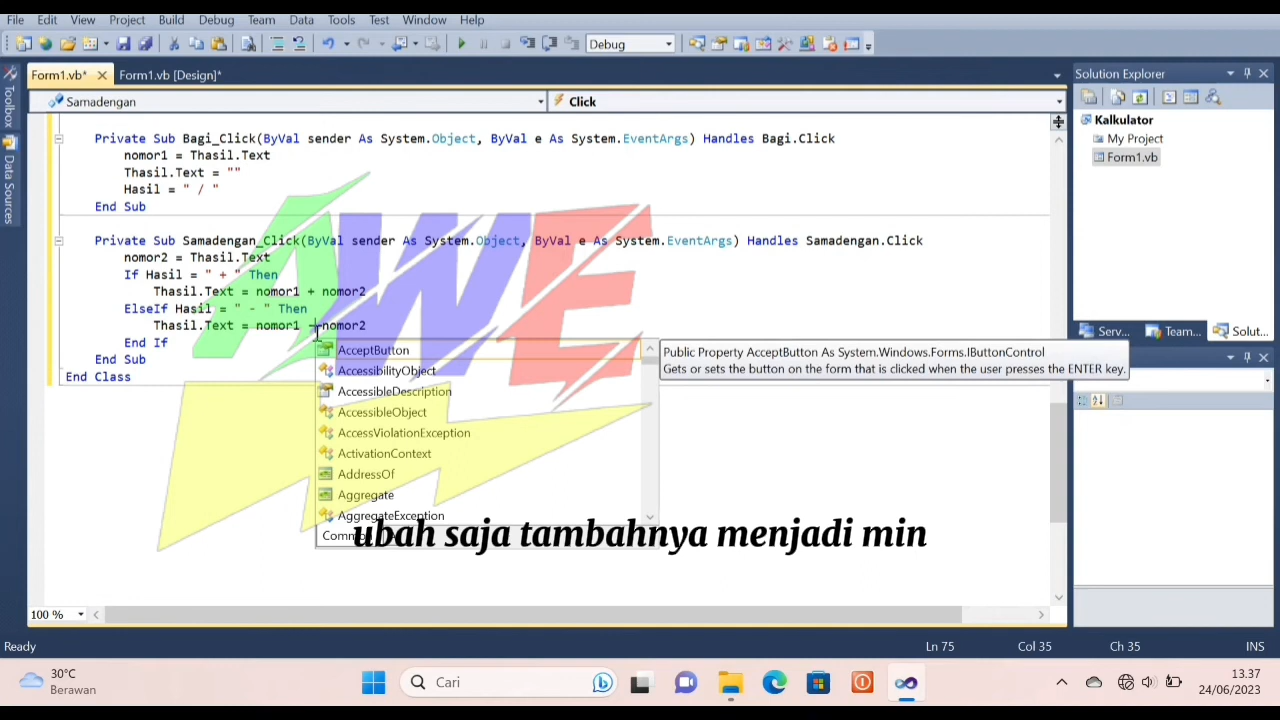 File Edit View Project Build Debug Team Data Tools Test Window Help
Debug
Form1.vb* Form1.vb [Design]*
Samadengan Click
Private Sub Bagi_Click(ByVal sender As System.Object, ByVal e As System.EventArgs) Handles Bagi.Click
nomor1 = Thasil.Text
Thasil.Text = ""
Hasil = " / "
End Sub
Private Sub Samadengan_Click(ByVal sender As System.Object, ByVal e As System.EventArgs) Handles Samadengan.Click
nomor2 = Thasil.Text
If Hasil = " + " Then
Thasil.Text = nomor1 + nomor2
ElseIf Hasil = " - " Then
Thasil.Text = nomor1 - nomor2
End If
End Sub
End Class
AcceptButton
AccessibilityObject
AccessibleDescription
AccessibleObject
AccessViolationException
ActivationContext
AddressOf
Aggregate
AggregateException
Public Property AcceptButton As System.Windows.Forms.IButtonControl
Gets or sets the button on the form that is clicked when the user presses the ENTER key.
AWE
ubah saja tambahnya menjadi min
Toolbox
Data Sources
Solution Explorer
Kalkulator
My Project
Form1.vb
Serv... Team... Solut...
100 %
Ready Ln 75 Col 35 Ch 35 INS
30°C
Berawan
Cari
13.37
24/06/2023